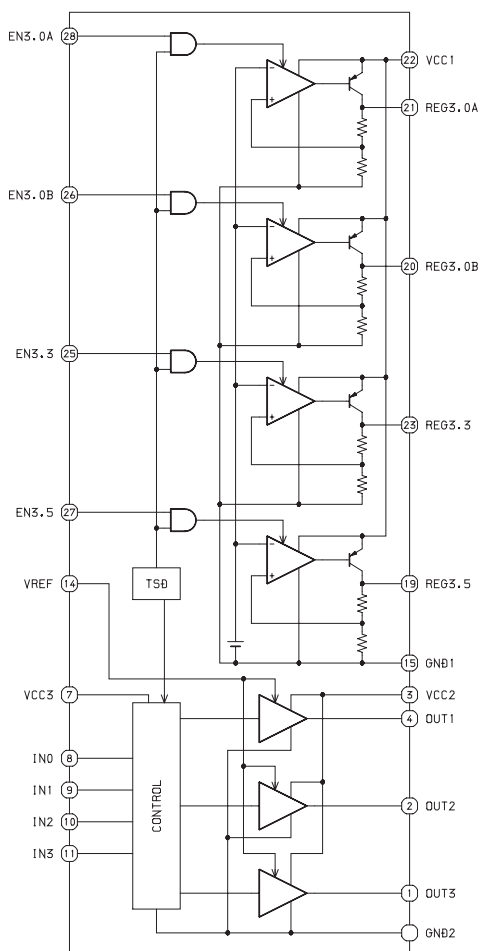 EN3.0A 28
22 VCC1
21 REG3.0A
EN3.0B 26
20 REG3.0B
EN3.3 25
23 REG3.3
EN3.5 27
VREF 14
TSD
19 REG3.5
15 GND1
VCC3 7
3 VCC2
4 OUT1
IN0 8
IN1 9
CONTROL
2 OUT2
IN2 10
IN3 11
1 OUT3
GND2